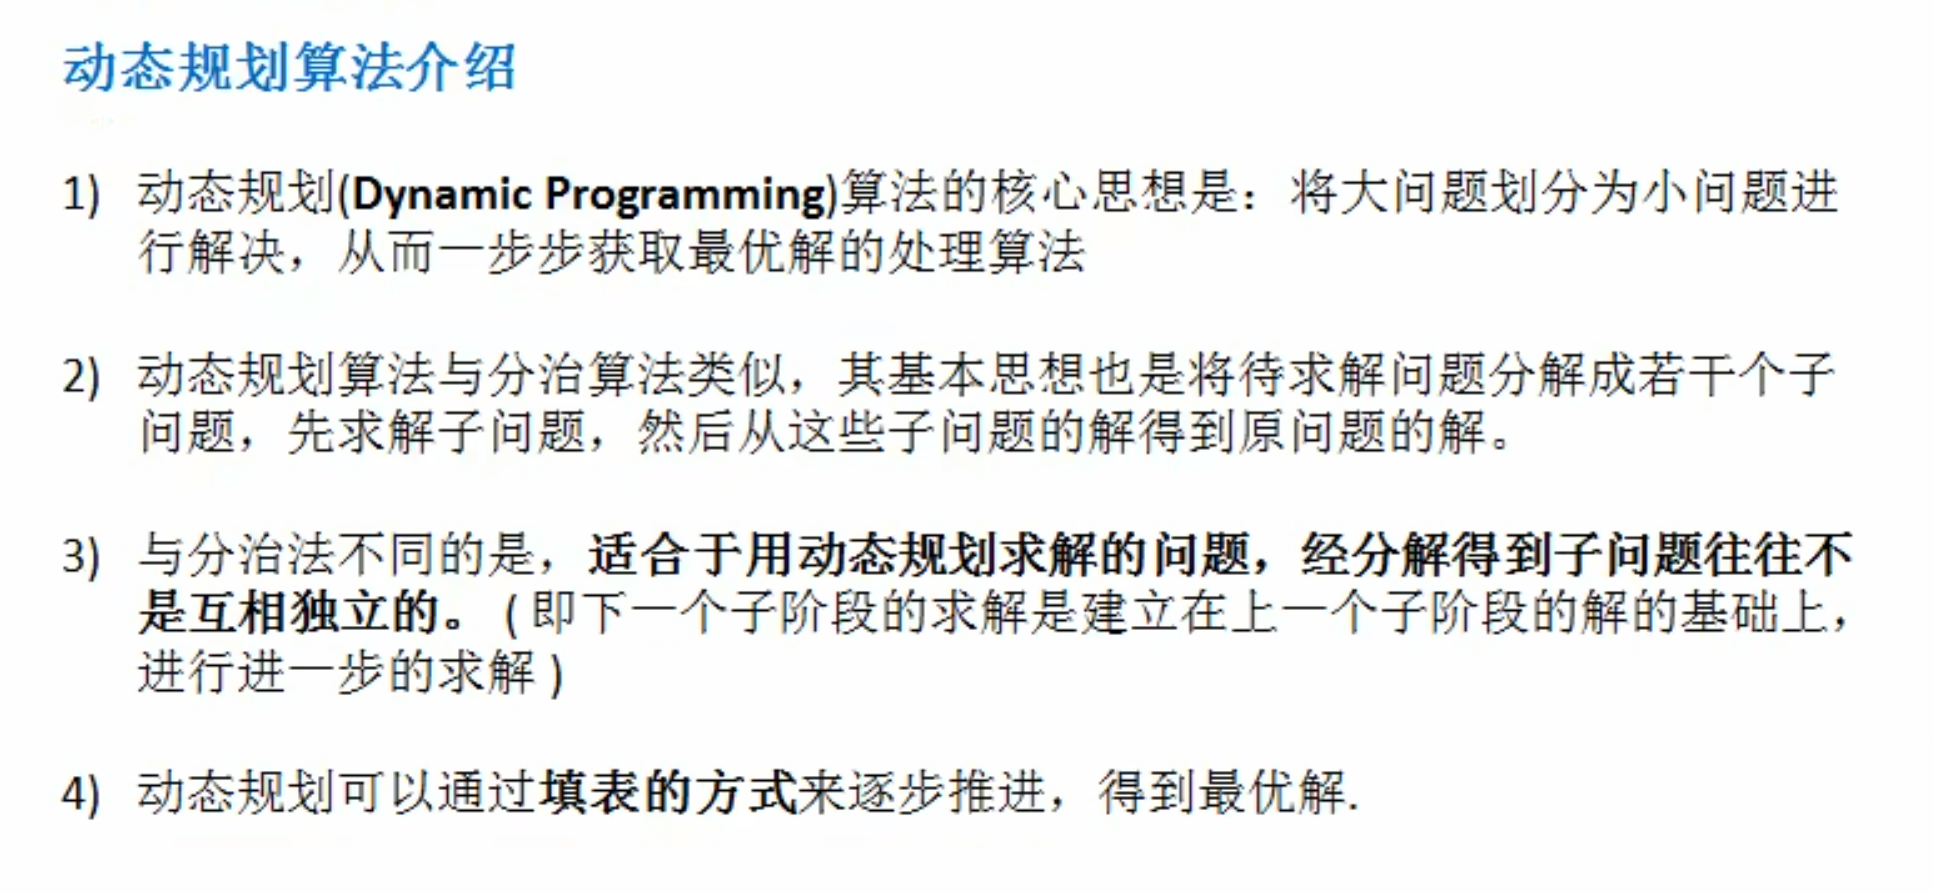 动态规划算法介绍
1) 动态规划(Dynamic Programming)算法的核心思想是：将大问题划分为小问题进
行解决，从而一步步获取最优解的处理算法
2) 动态规划算法与分治算法类似，其基本思想也是将待求解问题分解成若干个子
问题，先求解子问题，然后从这些子问题的解得到原问题的解。
3) 与分治法不同的是，适合于用动态规划求解的问题，经分解得到子问题往往不
是互相独立的。 ( 即下一个子阶段的求解是建立在上一个子阶段的解的基础上，
进行进一步的求解 )
4) 动态规划可以通过填表的方式来逐步推进，得到最优解.